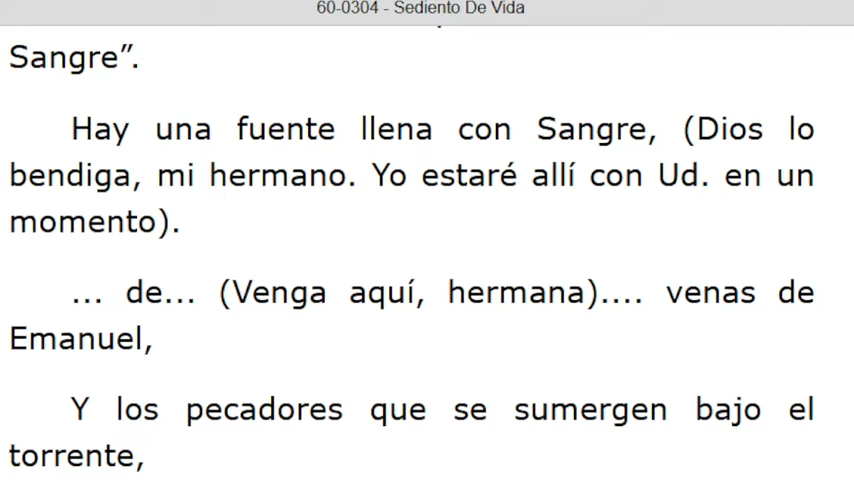 60-0304 - Sediento De Vida
Sangre”.
Hay una fuente llena con Sangre, (Dios lo
bendiga, mi hermano. Yo estaré allí con Ud. en un
momento).
... de... (Venga aquí, hermana).... venas de
Emanuel,
Y los pecadores que se sumergen bajo el
torrente,